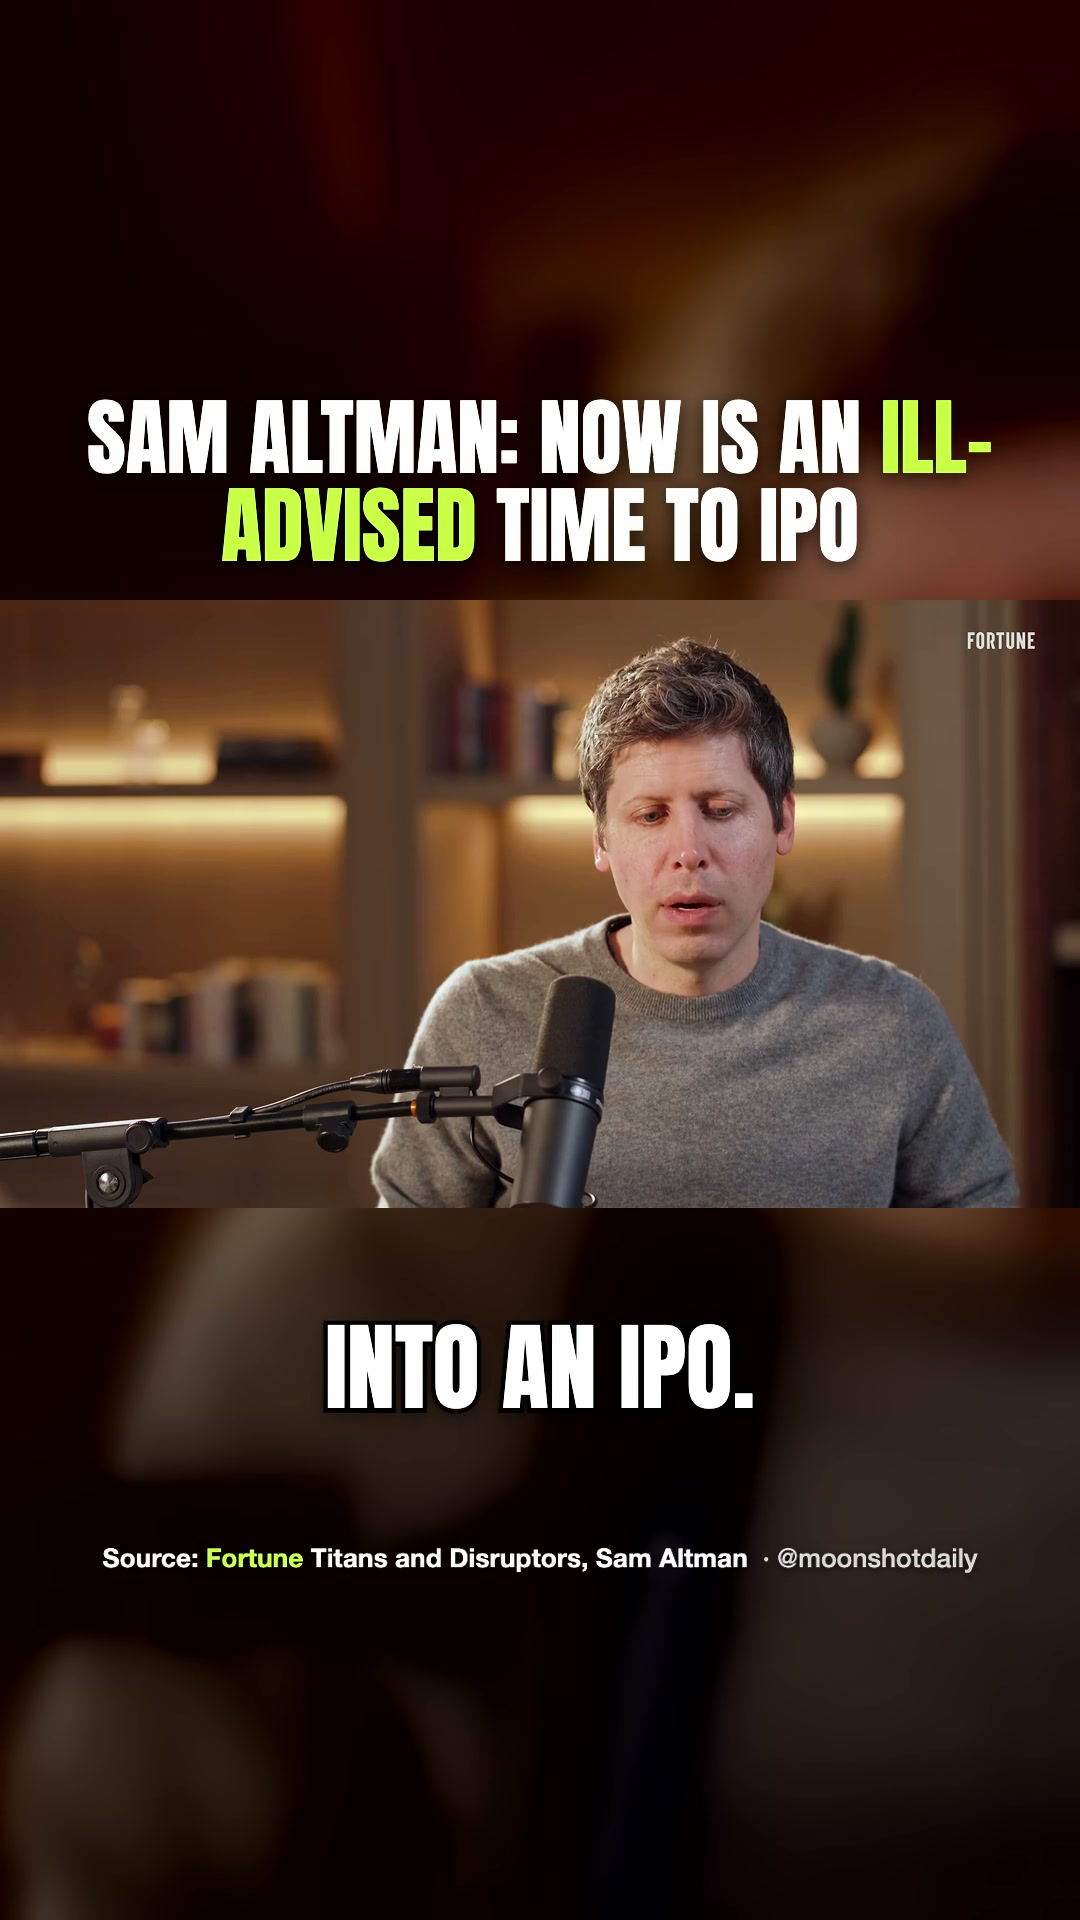 SAM ALTMAN: NOW IS AN ILL-
ADVISED TIME TO IPO
FORTUNE
INTO AN IPO.
Source: Fortune Titans and Disruptors, Sam Altman · @moonshotdaily